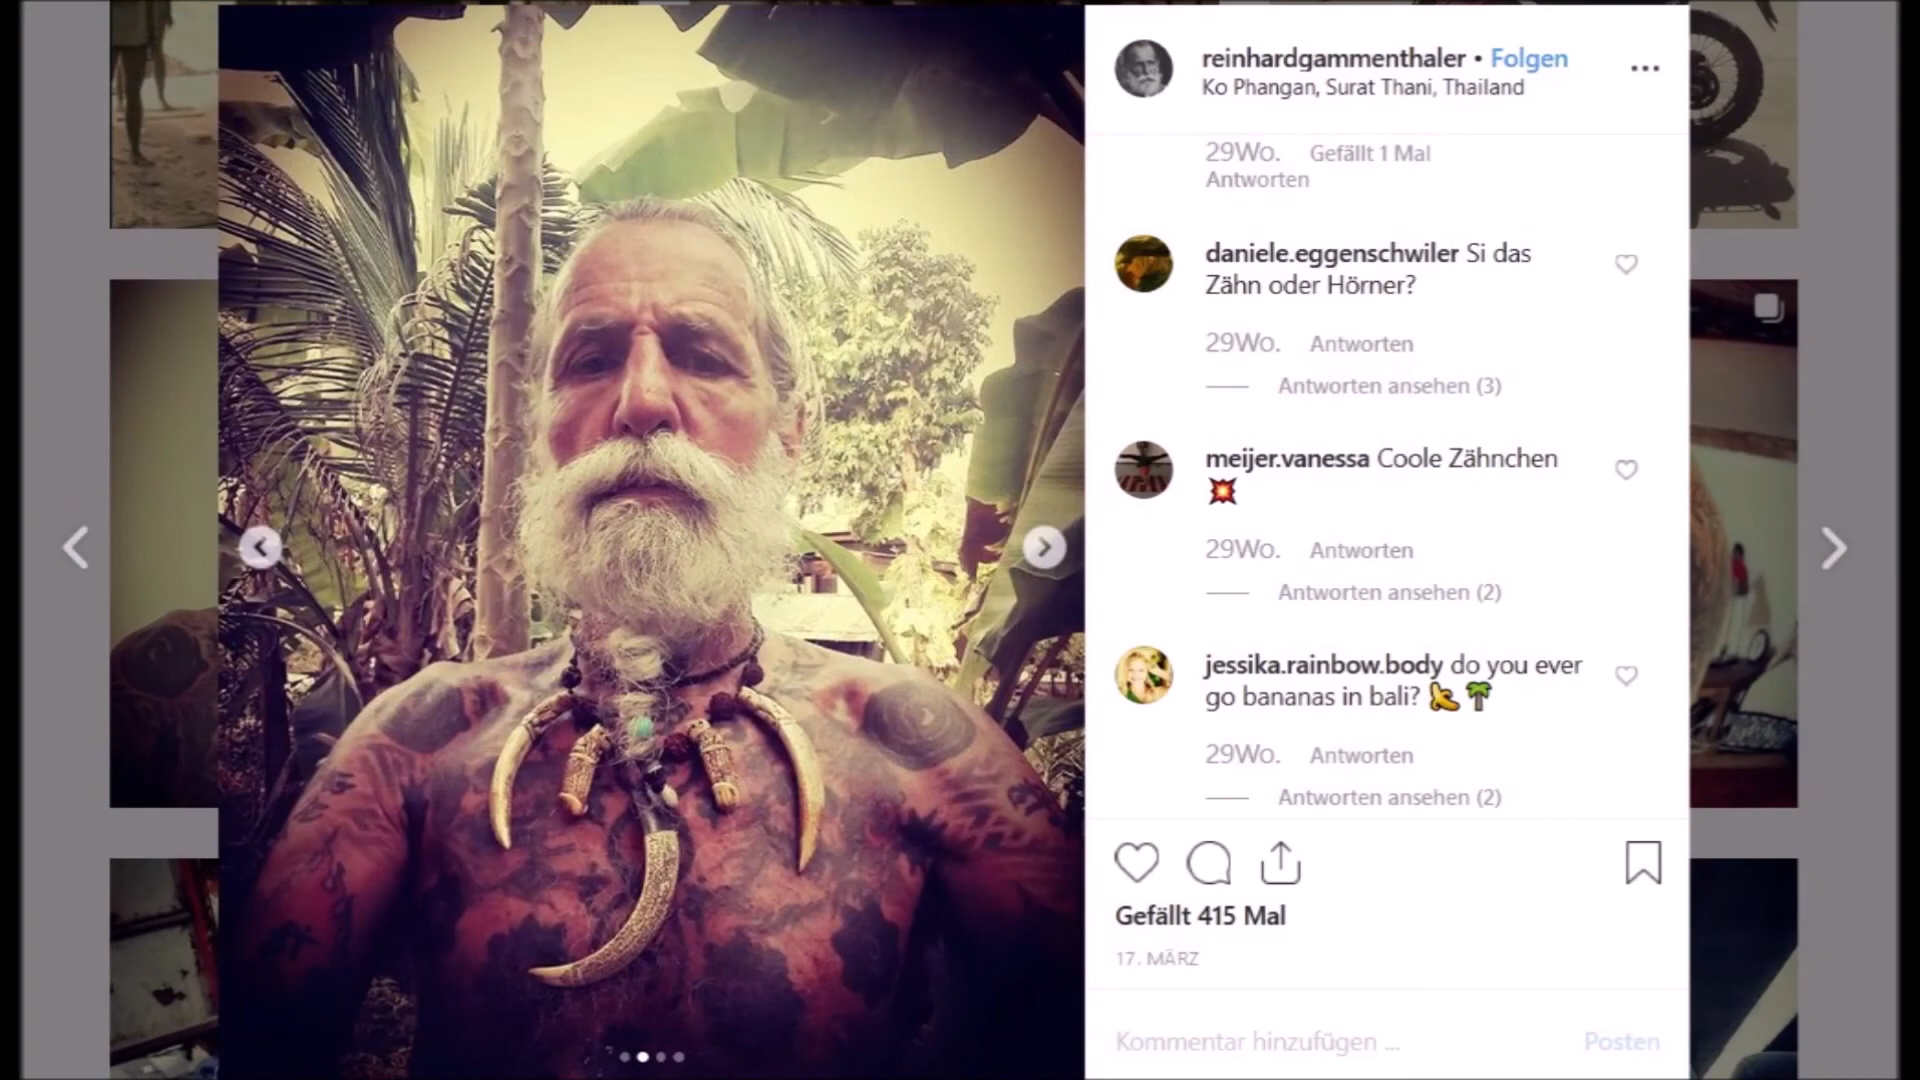 reinhardgammenthaler • Folgen
Ko Phangan, Surat Thani, Thailand
29Wo. Gefällt 1 Mal
Antworten
daniele.eggenschwiler Si das
Zähn oder Hörner?
29Wo. Antworten
Antworten ansehen (3)
meijer.vanessa Coole Zähnchen
💥
29Wo. Antworten
Antworten ansehen (2)
jessika.rainbow.body do you ever
go bananas in bali? 🍌🌴
29Wo. Antworten
Antworten ansehen (2)
Gefällt 415 Mal
17. MÄRZ
Kommentar hinzufügen ... Posten